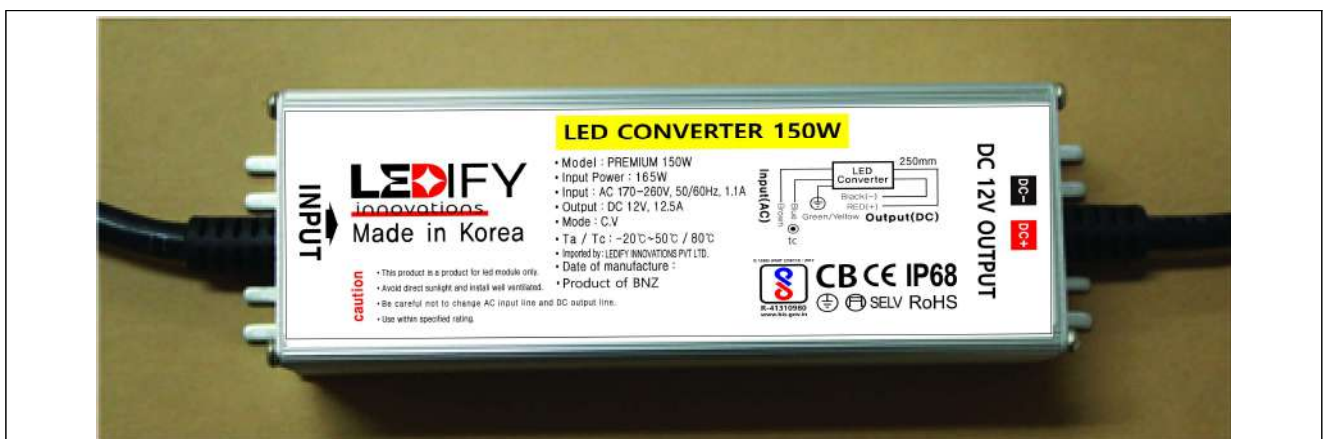 LED CONVERTER 150W
INPUT
LEDIFY
innovations
Made in Korea
caution
• This product is a product for led module only.
• Avoid direct sunlight and install well ventilated.
• Be careful not to change AC input line and DC output line.
• Use within specified rating.
• Model : PREMIUM 150W
• Input Power : 165W
• Input : AC 170-260V, 50/60Hz, 1.1A
• Output : DC 12V, 12.5A
• Mode : C.V
• Ta / Tc : -20℃~50℃ / 80℃
• Imported by: LEDIFY INNOVATIONS PVT LTD.
• Date of manufacture :
• Product of BNZ
Input(AC)
Brown
Blue
LED
Converter
250mm
Black(-)
RED(+)
Green/Yellow
Output(DC)
tc
R-41310980
www.bis.gov.in
CB CE IP68
SELV RoHS
DC 12V OUTPUT
DC-
DC+